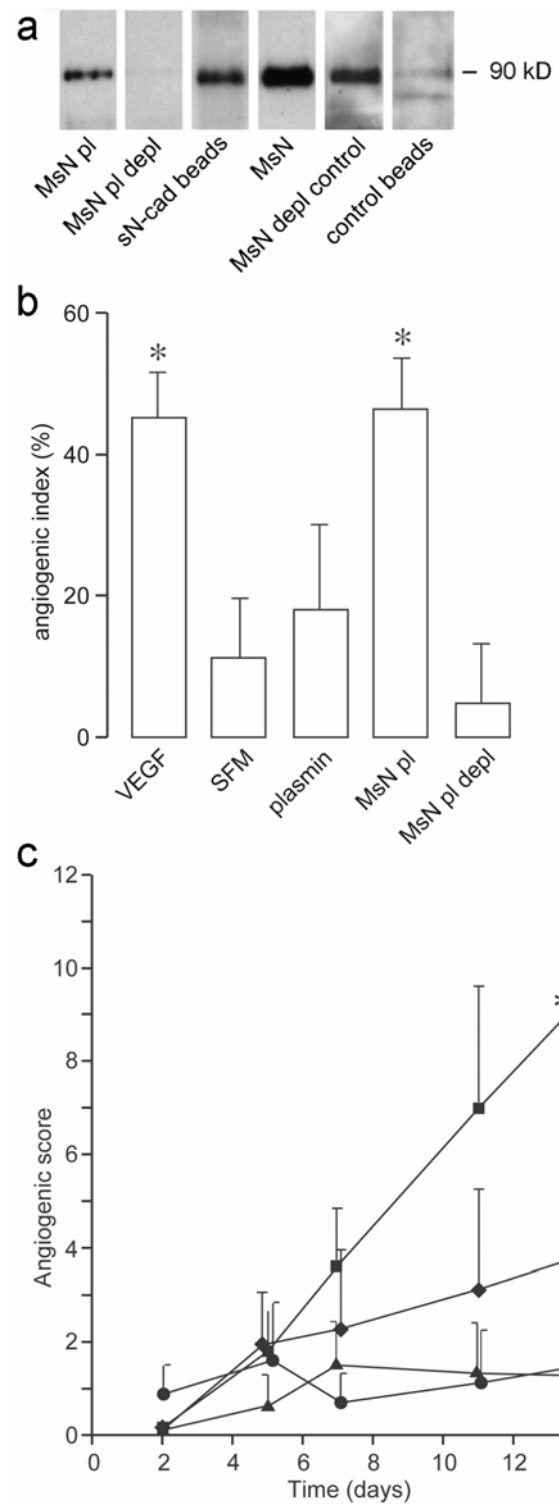 a
90 kD
MsN pl
MsN pl depl
sN-cad beads
MsN
MsN depl control
control beads
b
angiogenic index (%)
60
40
20
0
*
*
VEGF
SFM
plasmin
MsN pl
MsN pl depl
c
Angiogenic score
12
10
8
6
4
2
0
0 2 4 6 8 10 12
Time (days)